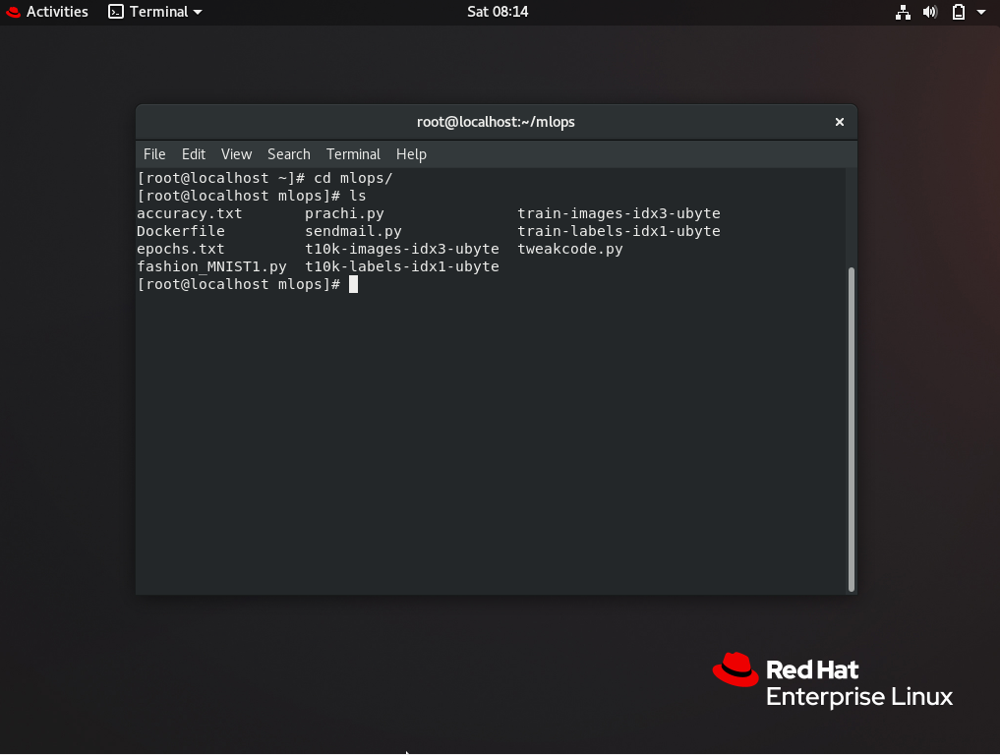 Activities Terminal Sat 08:14
root@localhost:~/mlops
File Edit View Search Terminal Help
[root@localhost ~]# cd mlops/
[root@localhost mlops]# ls
accuracy.txt prachi.py train-images-idx3-ubyte
Dockerfile sendmail.py train-labels-idx1-ubyte
epochs.txt t10k-images-idx3-ubyte tweakcode.py
fashion_MNIST1.py t10k-labels-idx1-ubyte
[root@localhost mlops]#
Red Hat
Enterprise Linux